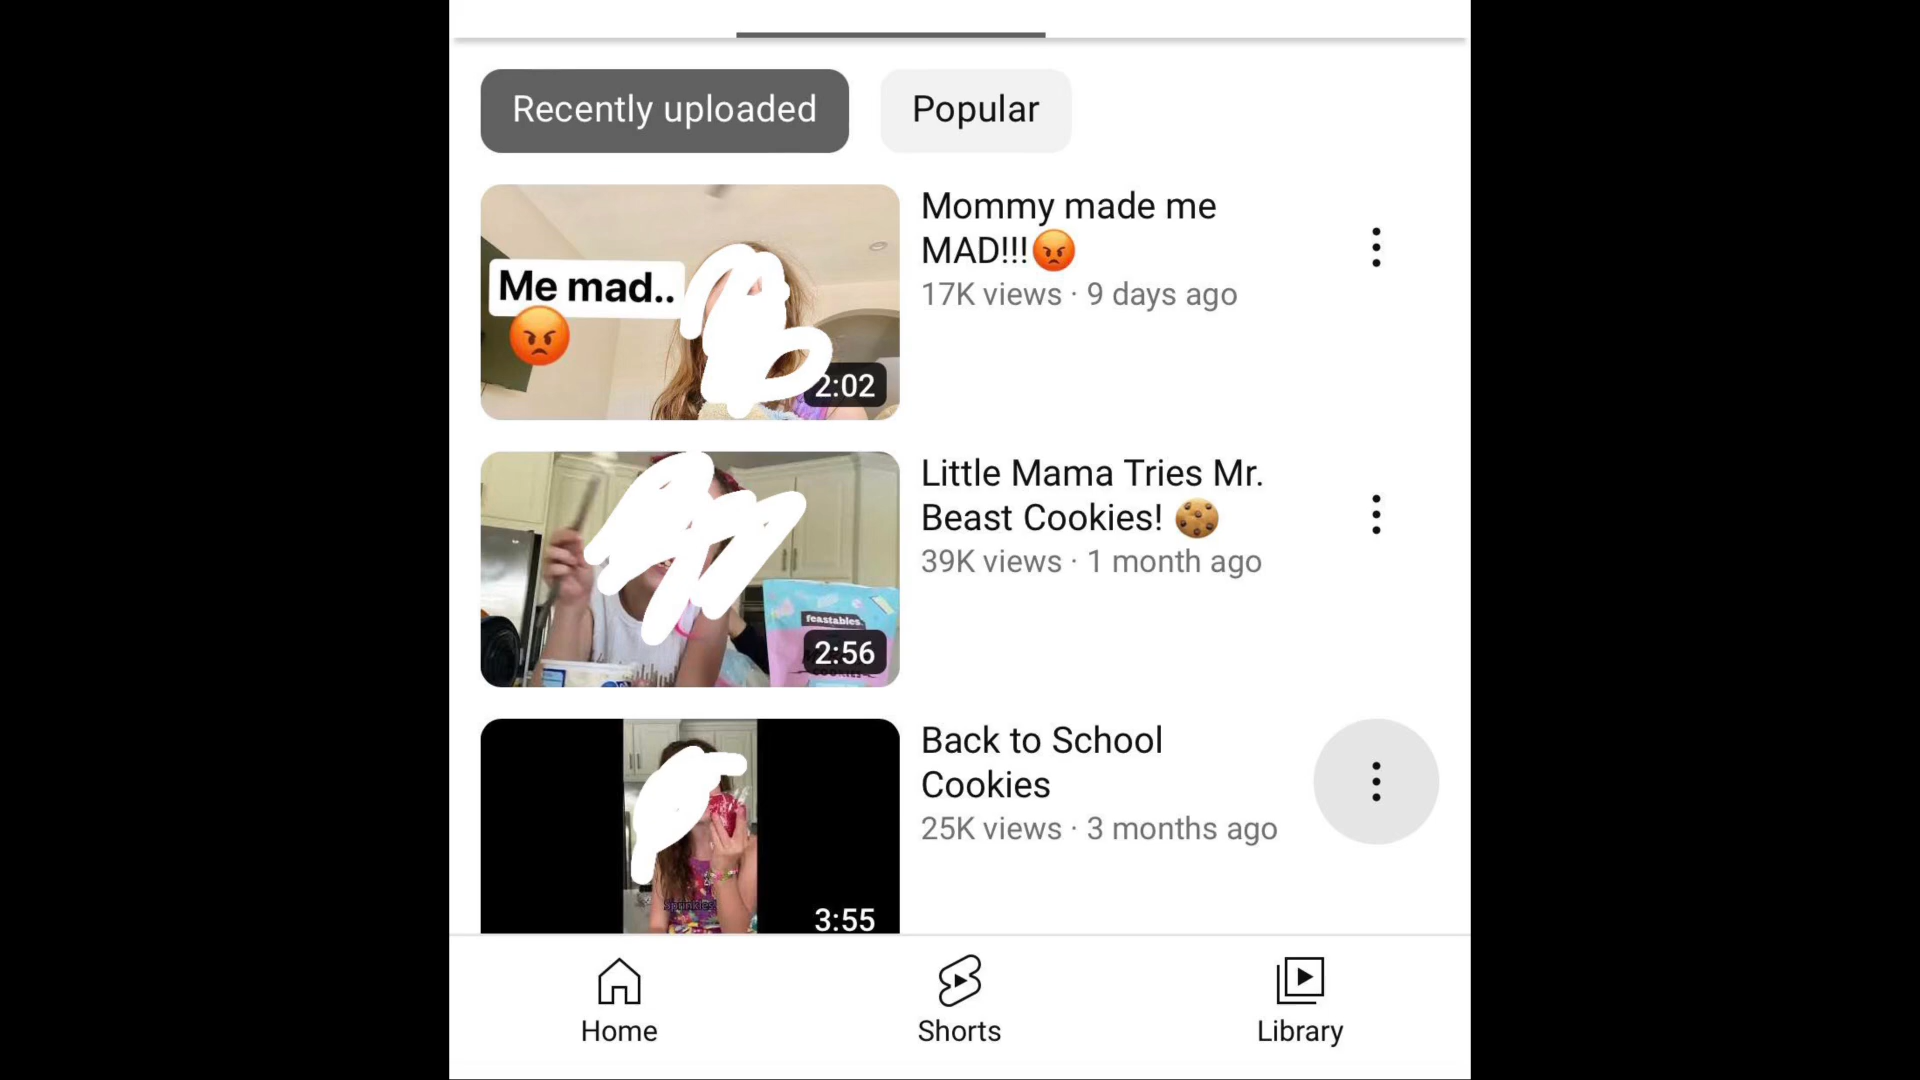 Recently uploaded
Popular
Me mad..
2:02
Mommy made me
MAD!!!😡
17K views · 9 days ago
feastables
COOKIES
2:56
Little Mama Tries Mr.
Beast Cookies! 🍪
39K views · 1 month ago
Sprinkles!
3:55
Back to School
Cookies
25K views · 3 months ago
Home
Shorts
Library